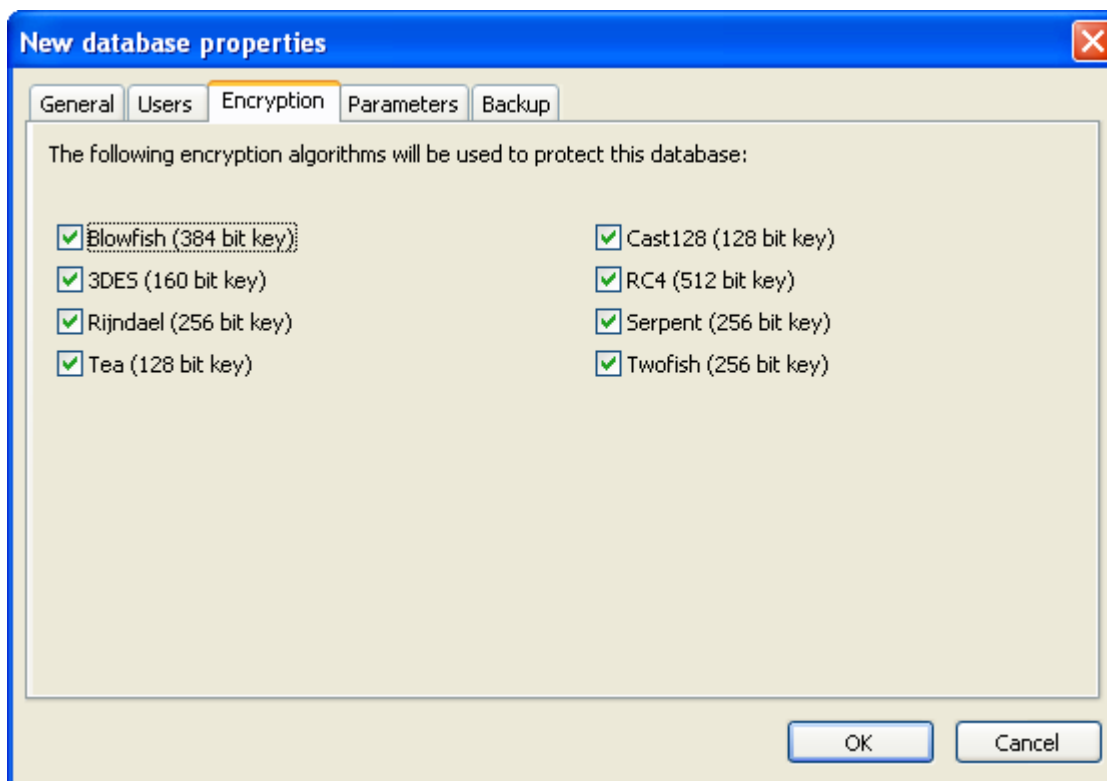 New database properties
General Users Encryption Parameters Backup
The following encryption algorithms will be used to protect this database:
Blowfish (384 bit key) Cast128 (128 bit key)
3DES (160 bit key) RC4 (512 bit key)
Rijndael (256 bit key) Serpent (256 bit key)
Tea (128 bit key) Twofish (256 bit key)
OK Cancel